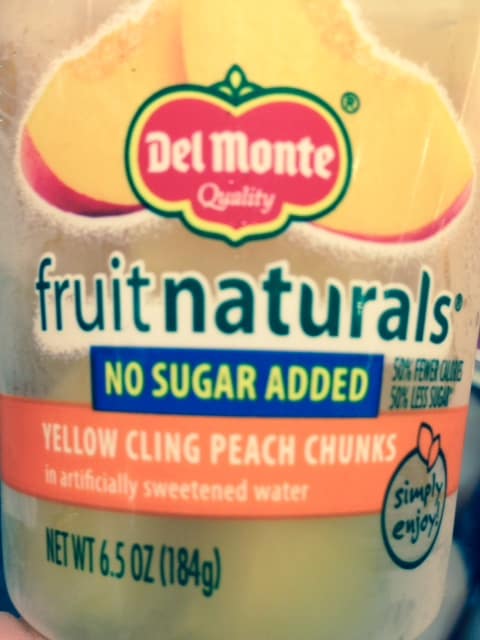 Del Monte
®
Quality
fruitnaturals®
NO SUGAR ADDED
50% FEWER CALORIES
50% LESS SUGAR
YELLOW CLING PEACH CHUNKS
in artificially sweetened water
simply
enjoy!
NET WT 6.5 OZ (184g)